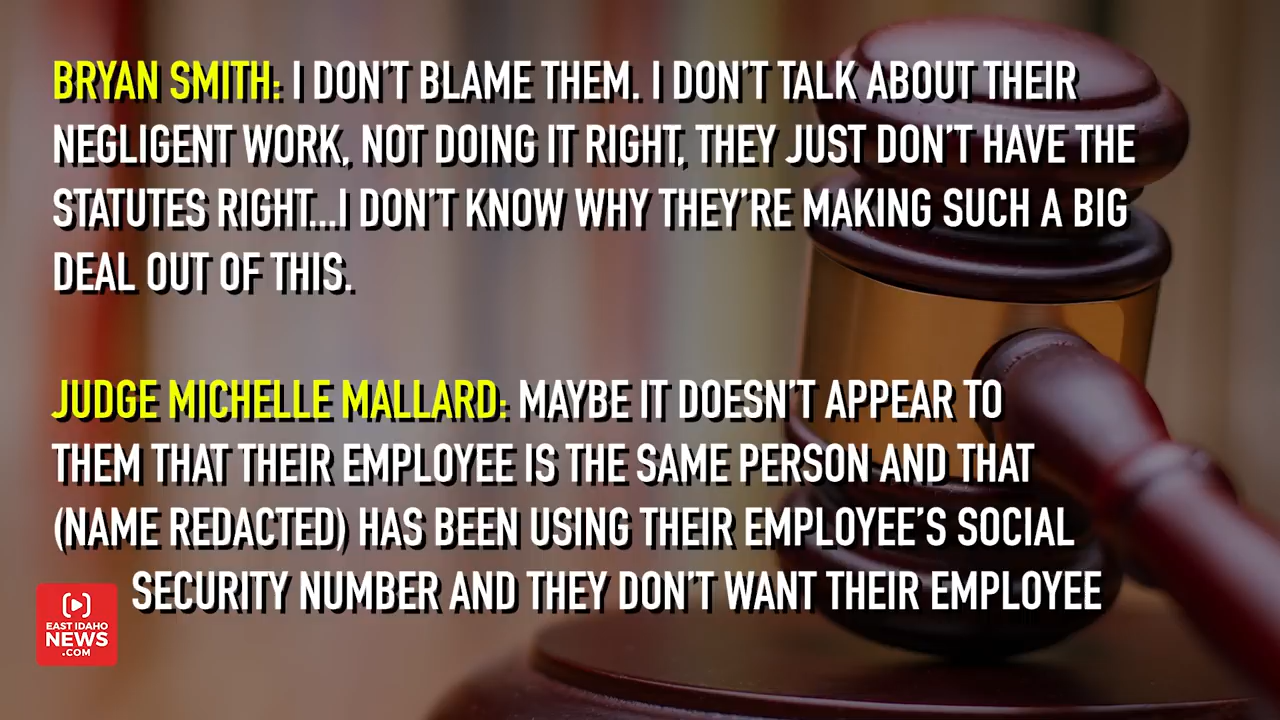 BRYAN SMITH: I DON'T BLAME THEM. I DON'T TALK ABOUT THEIR
NEGLIGENT WORK, NOT DOING IT RIGHT, THEY JUST DON'T HAVE THE
STATUTES RIGHT...I DON'T KNOW WHY THEY'RE MAKING SUCH A BIG
DEAL OUT OF THIS.
JUDGE MICHELLE MALLARD: MAYBE IT DOESN'T APPEAR TO
THEM THAT THEIR EMPLOYEE IS THE SAME PERSON AND THAT
(NAME REDACTED) HAS BEEN USING THEIR EMPLOYEE'S SOCIAL
SECURITY NUMBER AND THEY DON'T WANT THEIR EMPLOYEE
EAST IDAHO
NEWS
.COM